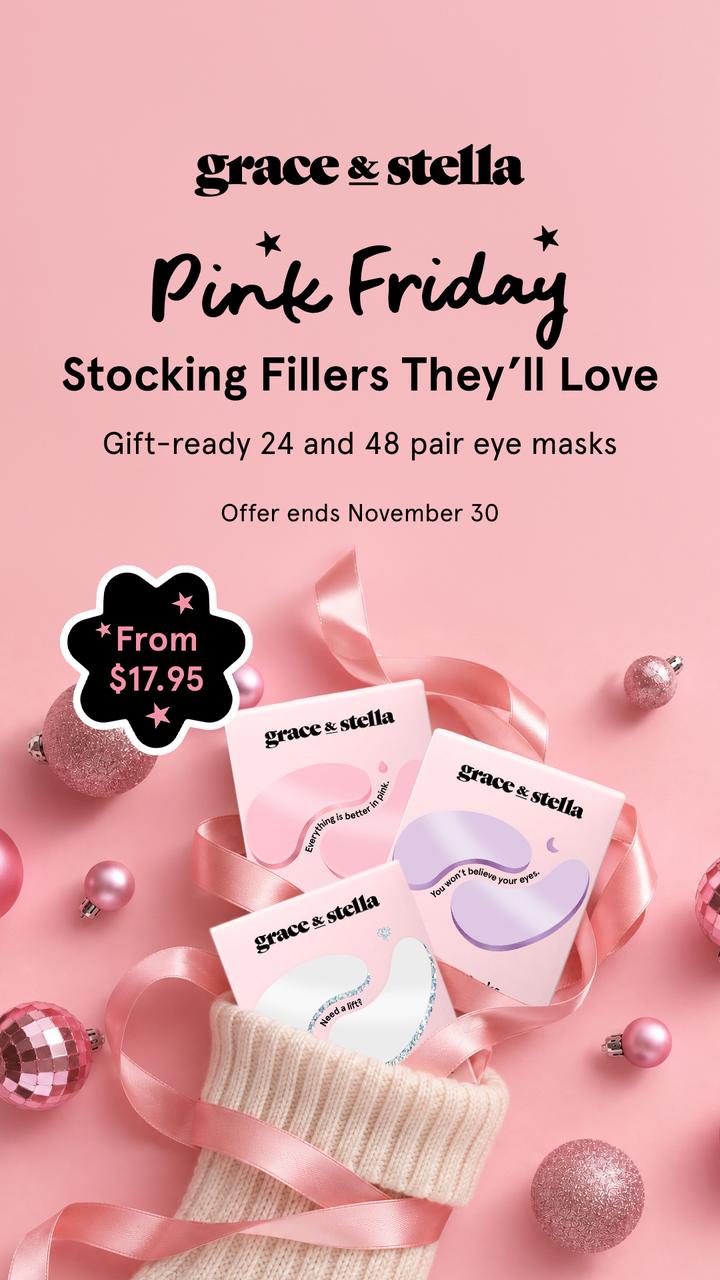 grace & stella
Pink Friday
Stocking Fillers They’ll Love
Gift-ready 24 and 48 pair eye masks
Offer ends November 30
From
$17.95
grace & stella
Everything is better in pink.
grace & stella
You won’t believe your eyes.
grace & stella
Need a lift?